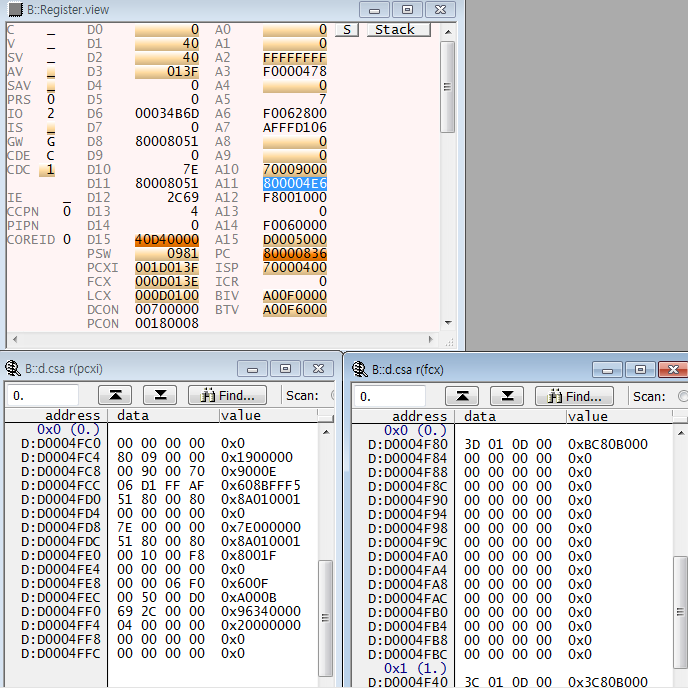 B::Register.view
C _ D0 0 A0 0 S Stack
V _ D1 40 A1 0
SV _ D2 40 A2 FFFFFFFF
AV _ D3 013F A3 F0000478
SAV _ D4 0 A4 0
PRS 0 D5 0 A5 7
IO 2 D6 00034B6D A6 F0062800
IS _ D7 0 A7 AFFFD106
GW G D8 80008051 A8 0
CDE C D9 0 A9 0
CDC 1 D10 7E A10 70009000
D11 80008051 A11 800004E6
IE _ D12 2C69 A12 F8001000
CCPN 0 D13 4 A13 0
PIPN D14 0 A14 F0060000
COREID 0 D15 40D40000 A15 D0005000
PSW 0981 PC 80000836
PCXI 001D013F ISP 70000400
FCX 000D013E ICR 0
LCX 000D0100 BIV A00F0000
DCON 00700000 BTV A00F6000
PCON 00180008
B::d.csa r(pcxi)
0. Find... Scan:
address data value
0x0 (0.)
D:D0004FC0 00 00 00 00 0x0
D:D0004FC4 80 09 00 00 0x1900000
D:D0004FC8 00 90 00 70 0x9000E
D:D0004FCC 06 D1 FF AF 0x608BFFF5
D:D0004FD0 51 80 00 80 0x8A010001
D:D0004FD4 00 00 00 00 0x0
D:D0004FD8 7E 00 00 00 0x7E000000
D:D0004FDC 51 80 00 80 0x8A010001
D:D0004FE0 00 10 00 F8 0x8001F
D:D0004FE4 00 00 00 00 0x0
D:D0004FE8 00 00 06 F0 0x600F
D:D0004FEC 00 50 00 D0 0xA000B
D:D0004FF0 69 2C 00 00 0x96340000
D:D0004FF4 04 00 00 00 0x20000000
D:D0004FF8 00 00 00 00 0x0
D:D0004FFC 00 00 00 00 0x0
B::d.csa r(fcx)
0. Find... Scan:
address data value
0x0 (0.)
D:D0004F80 3D 01 0D 00 0xBC80B000
D:D0004F84 00 00 00 00 0x0
D:D0004F88 00 00 00 00 0x0
D:D0004F8C 00 00 00 00 0x0
D:D0004F90 00 00 00 00 0x0
D:D0004F94 00 00 00 00 0x0
D:D0004F98 00 00 00 00 0x0
D:D0004F9C 00 00 00 00 0x0
D:D0004FA0 00 00 00 00 0x0
D:D0004FA4 00 00 00 00 0x0
D:D0004FA8 00 00 00 00 0x0
D:D0004FAC 00 00 00 00 0x0
D:D0004FB0 00 00 00 00 0x0
D:D0004FB4 00 00 00 00 0x0
D:D0004FB8 00 00 00 00 0x0
D:D0004FBC 00 00 00 00 0x0
0x1 (1.)
D:D0004F40 3C 01 0D 00 0x3C80B000